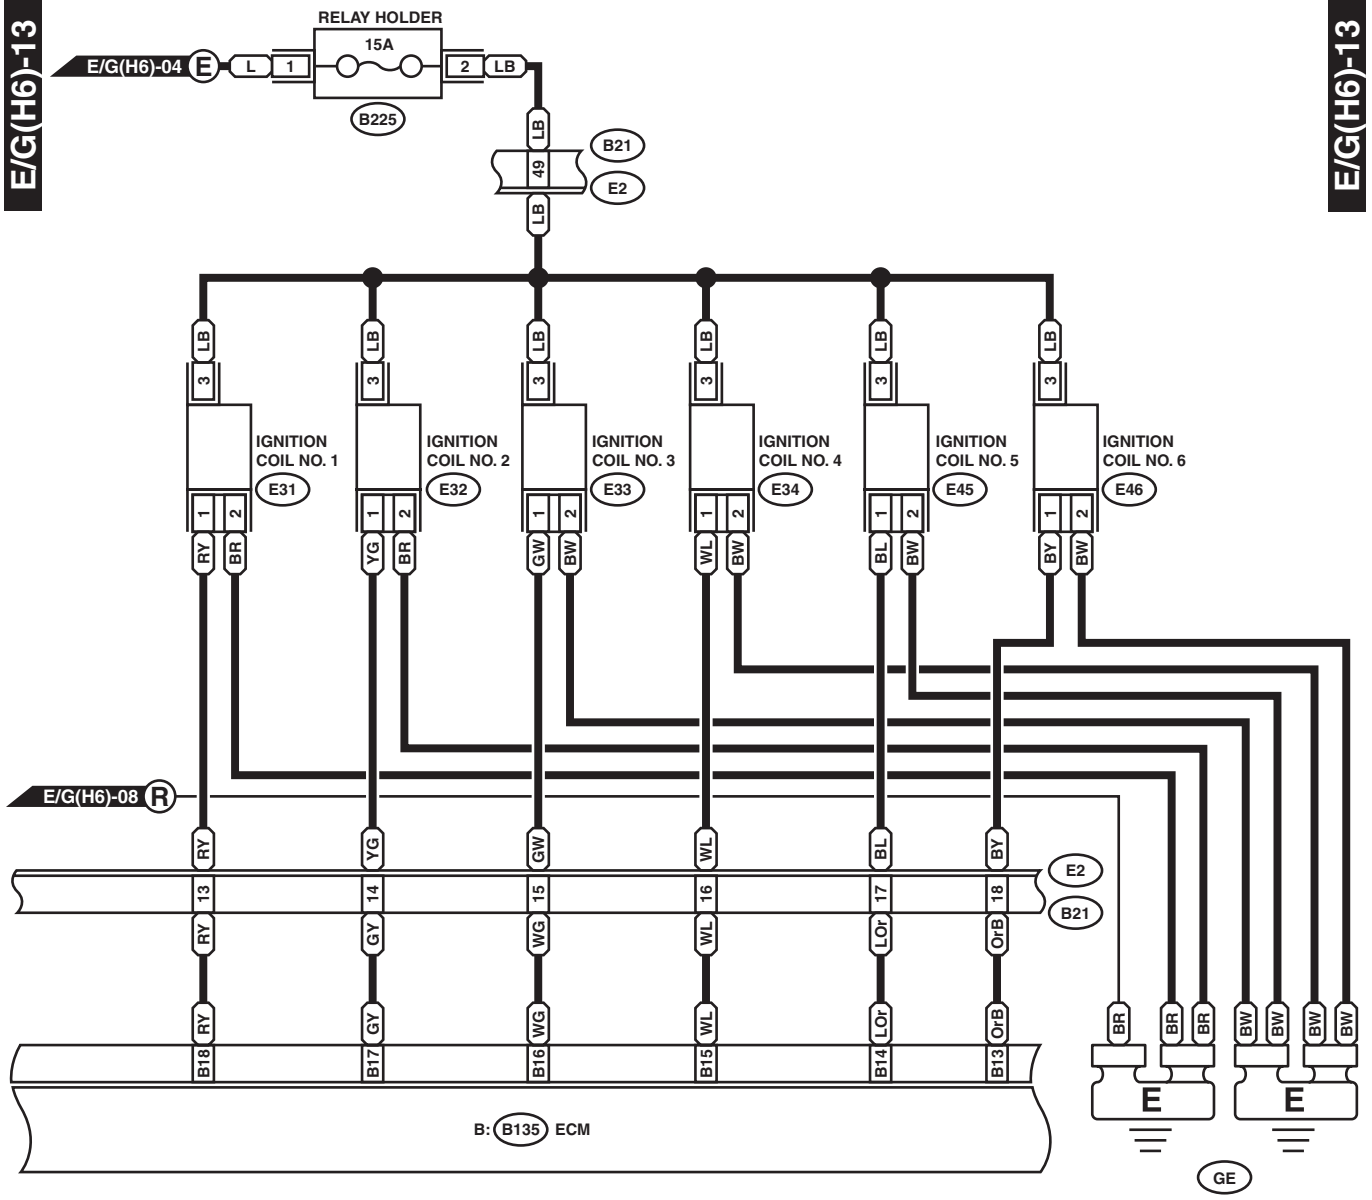 E/G(H6)-13
E/G(H6)-13
RELAY HOLDER
15A
E/G(H6)-04 E L 1 2 LB
B225
LB
B21
49
E2
LB
LB LB LB LB LB LB
3 3 3 3 3 3
IGNITION
COIL NO. 1
E31
IGNITION
COIL NO. 2
E32
IGNITION
COIL NO. 3
E33
IGNITION
COIL NO. 4
E34
IGNITION
COIL NO. 5
E45
IGNITION
COIL NO. 6
E46
1 2 1 2 1 2 1 2 1 2 1 2
RY BR YG BR GW BW WL BW BL BW BY BW
E/G(H6)-08 R
RY YG GW WL BL BY
E2
13 14 15 16 17 18
B21
RY GY WG WL LOr OrB
RY GY WG WL LOr OrB BR BR BR BW BW BW BW
B18 B17 B16 B15 B14 B13
E E
B: B135 ECM
GE